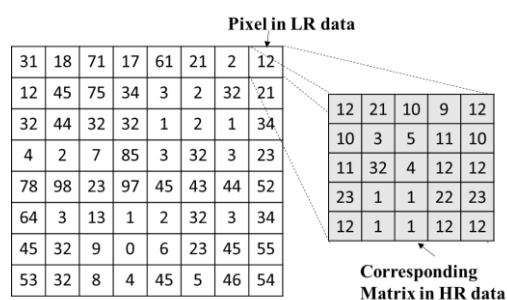 Pixel in LR data
31 18 71 17 61 21 2 12
12 45 75 34 3 2 32 21
32 44 32 32 1 2 1 34
4 2 7 85 3 32 3 23
78 98 23 97 45 43 44 52
64 3 13 1 2 32 3 34
45 32 9 0 6 23 45 55
53 32 8 4 45 5 46 54
12 21 10 9 12
10 3 5 11 10
11 32 4 12 12
23 1 1 22 23
12 1 1 12 12
Corresponding
Matrix in HR data